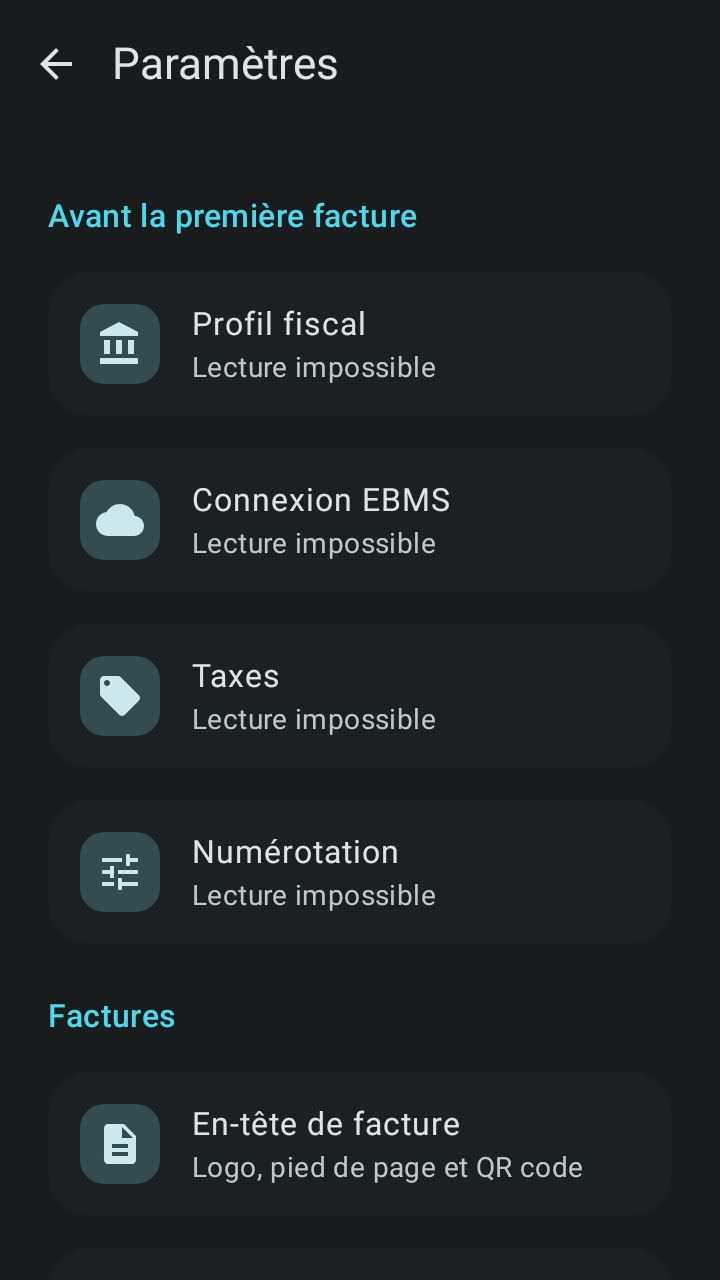 Paramètres
Avant la première facture
Profil fiscal
Lecture impossible
Connexion EBMS
Lecture impossible
Taxes
Lecture impossible
Numérotation
Lecture impossible
Factures
En-tête de facture
Logo, pied de page et QR code